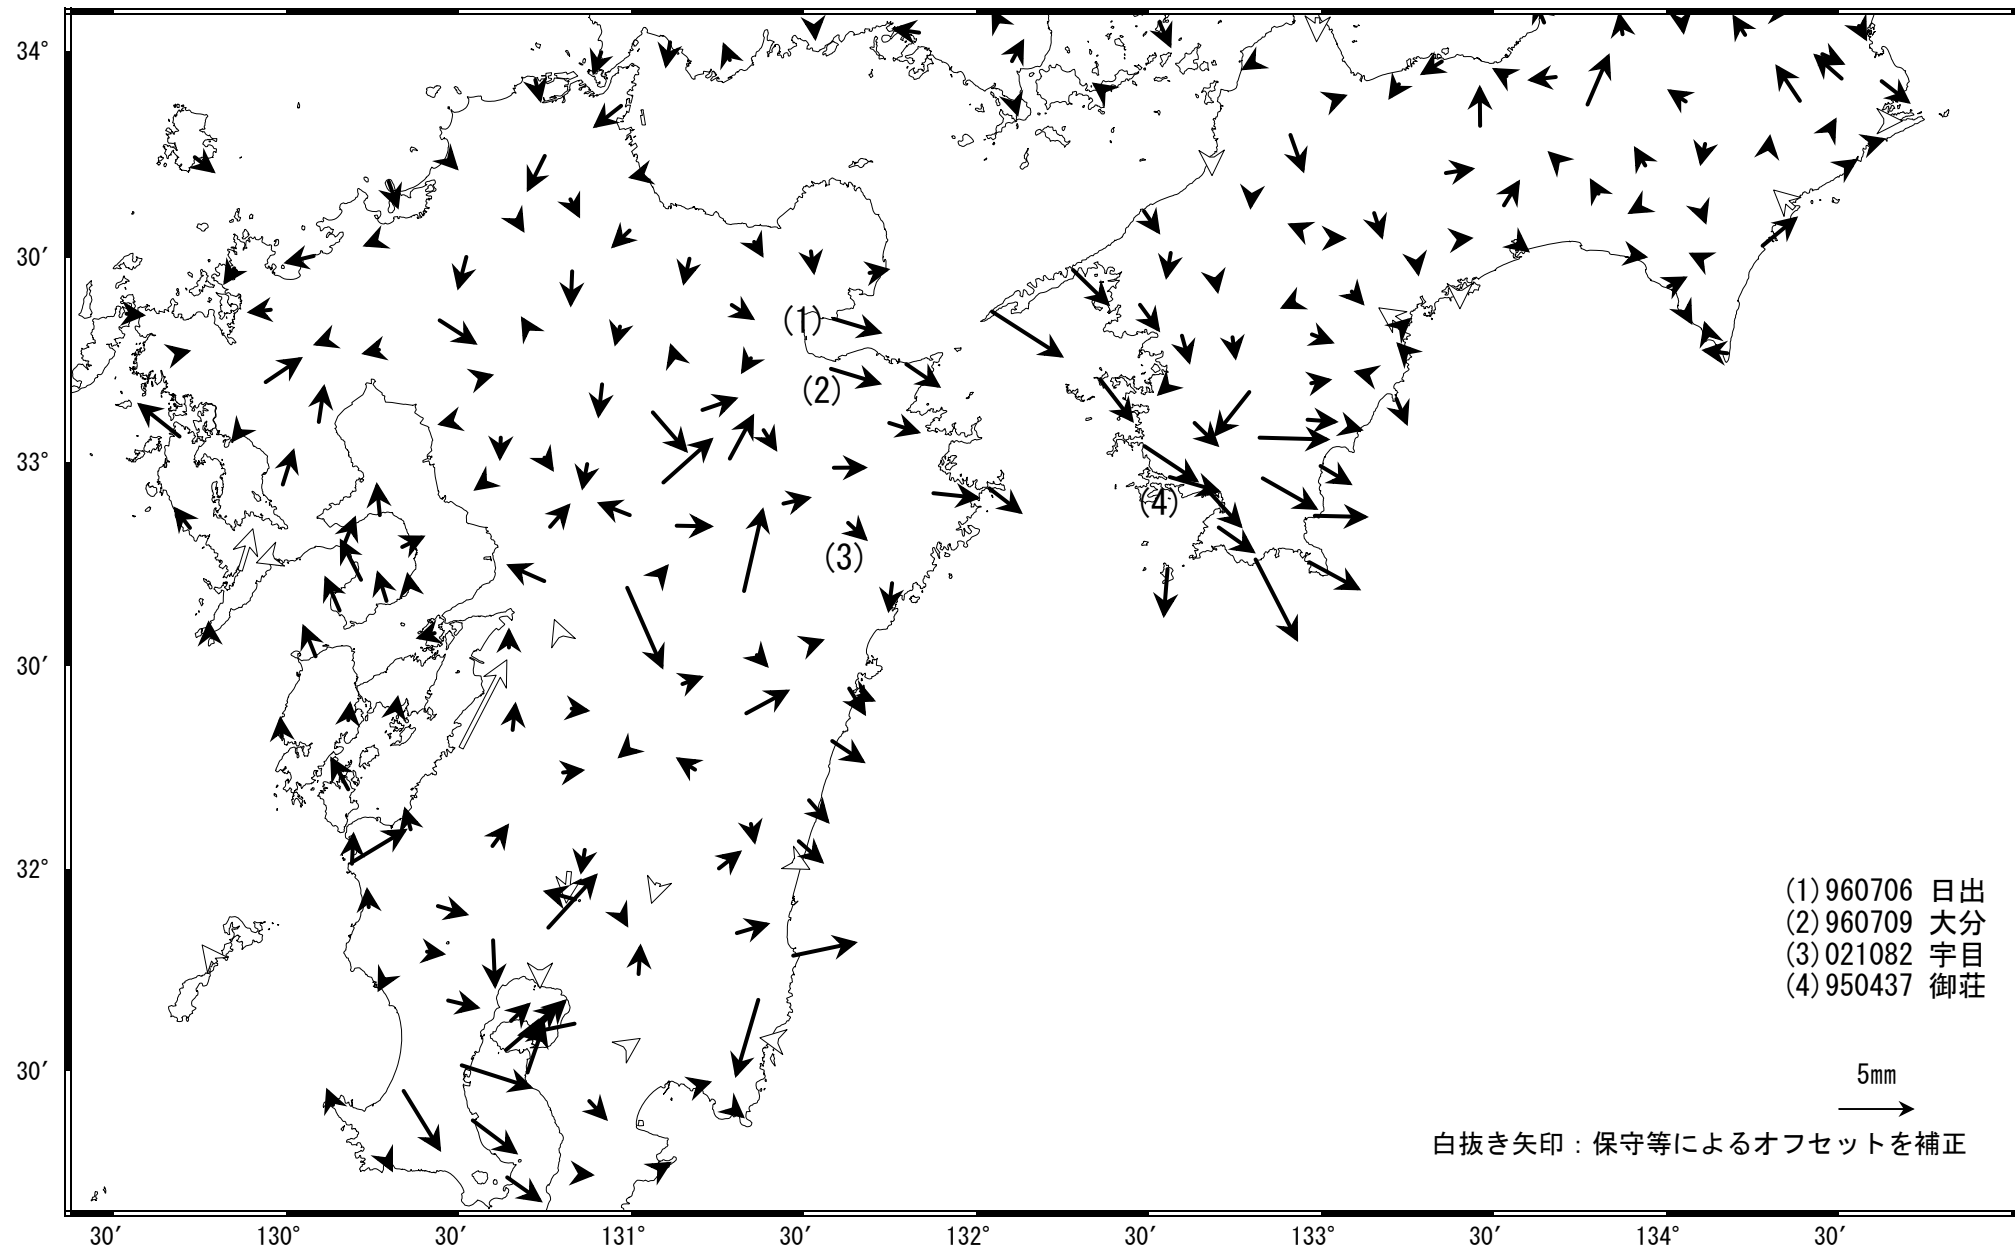 34°
30′
(1)
(2)
33°
(4)
(3)
30′
32°
(1)960706 日出
(2)960709 大分
(3)021082 宇目
(4)950437 御荘
30′
5mm
白抜き矢印：保守等によるオフセットを補正
30′ 130° 30′ 131° 30′ 132° 30′ 133° 30′ 134° 30′